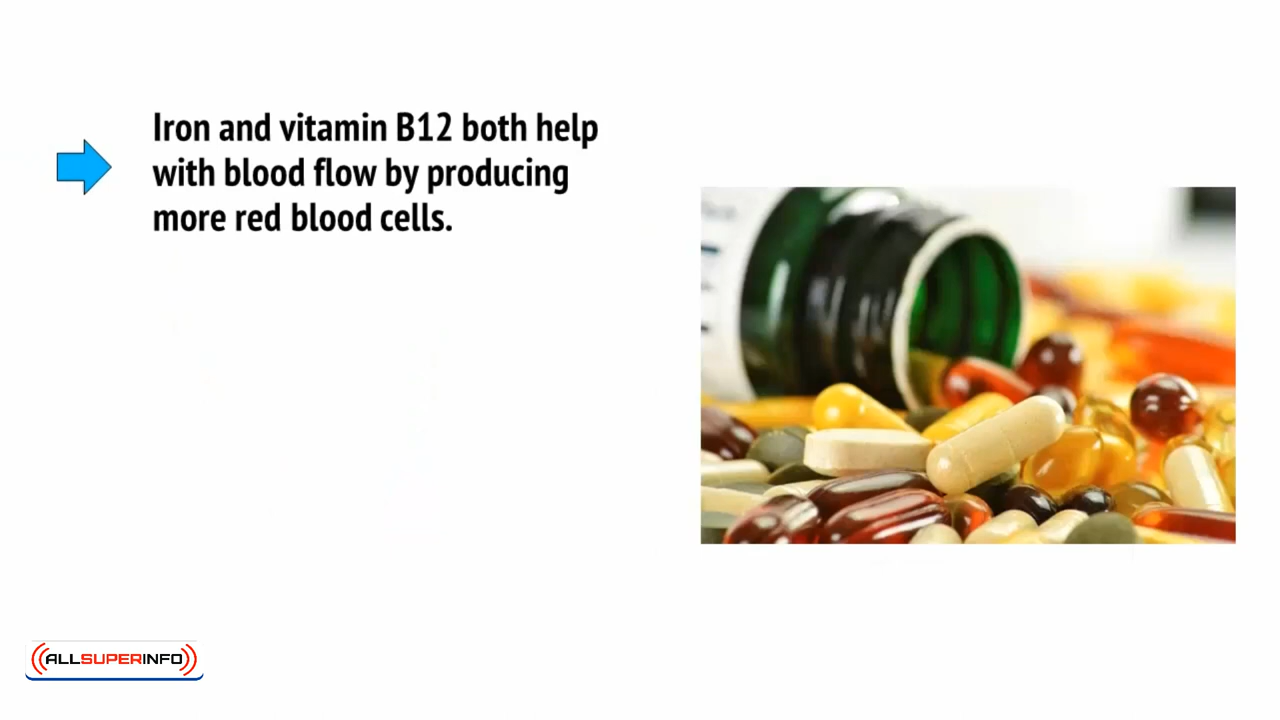 Iron and vitamin B12 both help
with blood flow by producing
more red blood cells.
ALLSUPERINFO